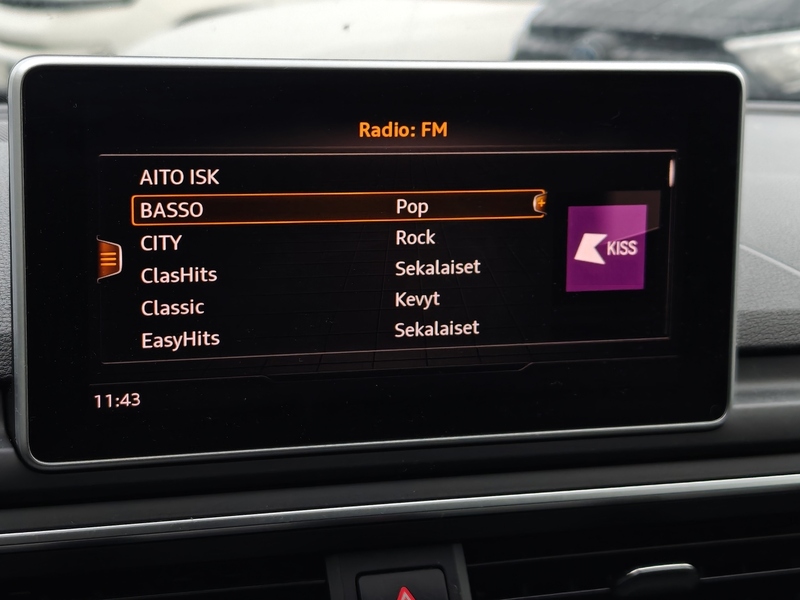 Radio: FM
AITO ISK
BASSO Pop
CITY Rock
ClasHits Sekalaiset
Classic Kevyt
EasyHits Sekalaiset
KISS
11:43